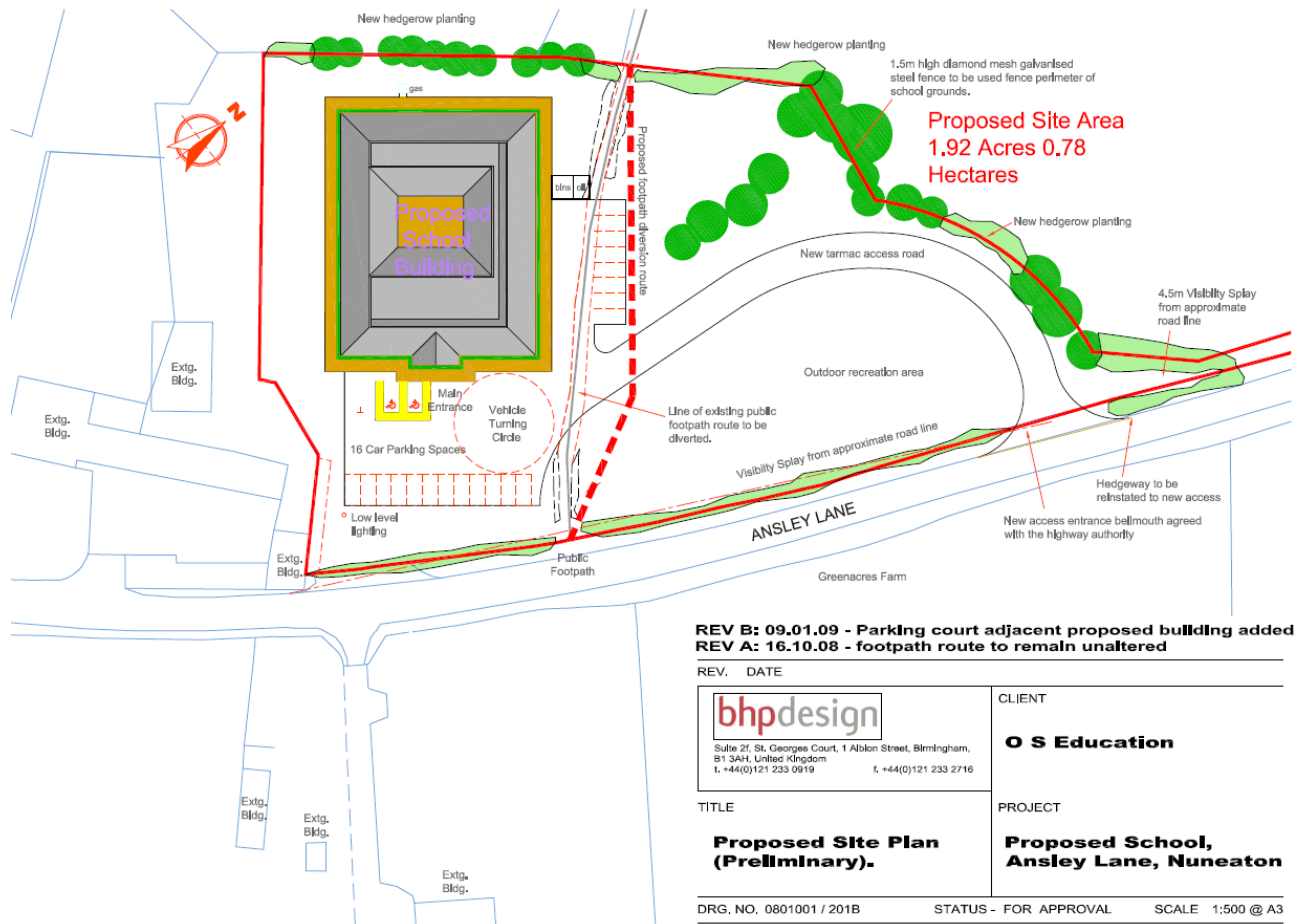 New hedgerow planting
New hedgerow planting
1.5m high diamond mesh galvanised
steel fence to be used fence perimeter of
school grounds.
Proposed Site Area
1.92 Acres 0.78
Hectares
gas
N
Proposed footpath diversion route
bins
oil
Proposed
School
Building
New hedgerow planting
New tarmac access road
4.5m Visibility Splay
from approximate
road line
Extg.
Bldg.
Outdoor recreation area
Main
Entrance
Vehicle
Turning
Circle
Line of existing public
footpath route to be
diverted.
Extg.
Bldg.
16 Car Parking Spaces
Visibilty Splay from approximate road line
Hedgeway to be
reinstated to new access
Low level
lighting
ANSLEY LANE
New access entrance bellmouth agreed
with the highway authority
Extg.
Bldg.
Public
Footpath
Greenacres Farm
REV B: 09.01.09 - Parking court adjacent proposed building added
REV A: 16.10.08 - footpath route to remain unaltered
REV. DATE
bhpdesign
Suite 2f, St. Georges Court, 1 Albion Street, Birmingham,
B1 3AH, United Kingdom
t. +44(0)121 233 0919 f. +44(0)121 233 2716
CLIENT
O S Education
TITLE
Proposed Site Plan
(Preliminary).
PROJECT
Proposed School,
Ansley Lane, Nuneaton
Extg.
Bldg.
Extg.
Bldg.
Extg.
Bldg.
DRG. NO. 0801001 / 201B STATUS - FOR APPROVAL SCALE 1:500 @ A3